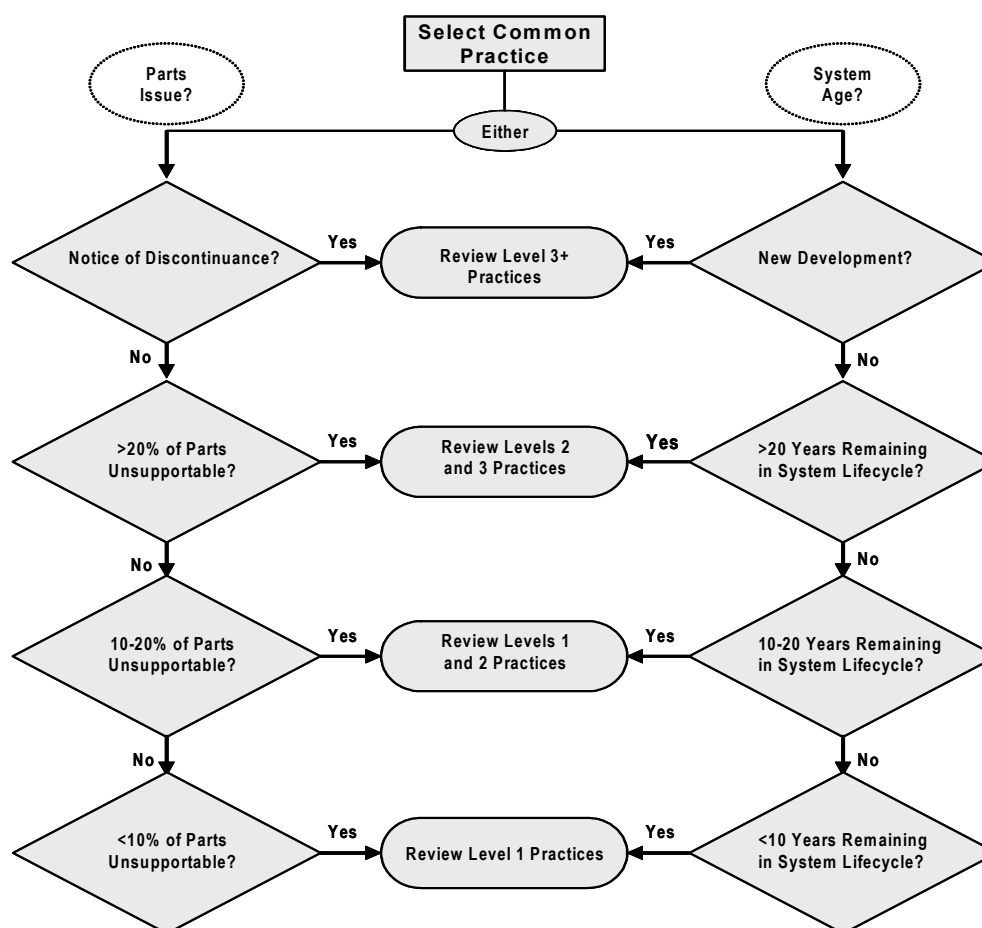 Select Common
Practice
Parts
Issue?
System
Age?
Either
Notice of Discontinuance?
Yes
Review Level 3+
Practices
Yes
New Development?
No
No
>20% of Parts
Unsupportable?
Yes
Review Levels 2
and 3 Practices
Yes
>20 Years Remaining
in System Lifecycle?
No
No
10-20% of Parts
Unsupportable?
Yes
Review Levels 1
and 2 Practices
Yes
10-20 Years Remaining
in System Lifecycle?
No
No
<10% of Parts
Unsupportable?
Yes
Review Level 1 Practices
Yes
<10 Years Remaining
in System Lifecycle?